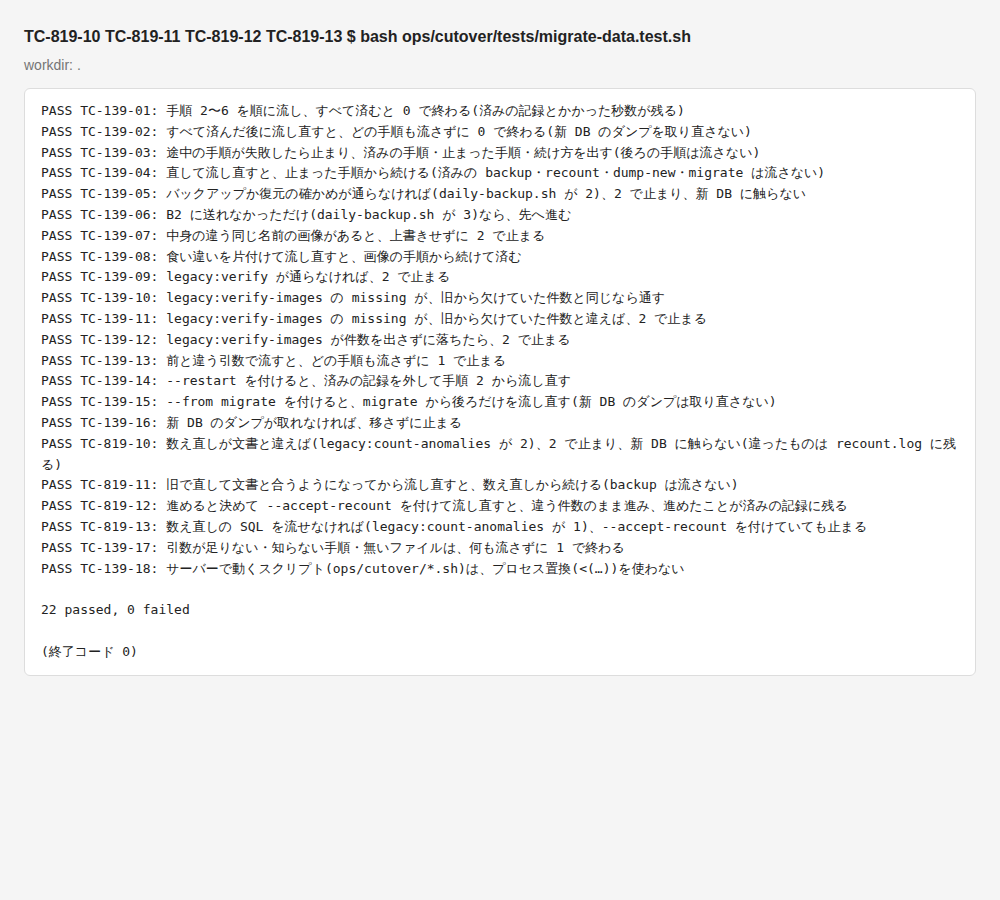 TC-819-10 TC-819-11 TC-819-12 TC-819-13 $ bash ops/cutover/tests/migrate-data.test.sh
workdir: .
PASS TC-139-01: 手順 2〜6 を順に流し、すべて済むと 0 で終わる(済みの記録とかかった秒数が残る)
PASS TC-139-02: すべて済んだ後に流し直すと、どの手順も流さずに 0 で終わる(新 DB のダンプを取り直さない)
PASS TC-139-03: 途中の手順が失敗したら止まり、済みの手順・止まった手順・続け方を出す(後ろの手順は流さない)
PASS TC-139-04: 直して流し直すと、止まった手順から続ける(済みの backup・recount・dump-new・migrate は流さない)
PASS TC-139-05: バックアップか復元の確かめが通らなければ(daily-backup.sh が 2)、2 で止まり、新 DB に触らない
PASS TC-139-06: B2 に送れなかっただけ(daily-backup.sh が 3)なら、先へ進む
PASS TC-139-07: 中身の違う同じ名前の画像があると、上書きせずに 2 で止まる
PASS TC-139-08: 食い違いを片付けて流し直すと、画像の手順から続けて済む
PASS TC-139-09: legacy:verify が通らなければ、2 で止まる
PASS TC-139-10: legacy:verify-images の missing が、旧から欠けていた件数と同じなら通す
PASS TC-139-11: legacy:verify-images の missing が、旧から欠けていた件数と違えば、2 で止まる
PASS TC-139-12: legacy:verify-images が件数を出さずに落ちたら、2 で止まる
PASS TC-139-13: 前と違う引数で流すと、どの手順も流さずに 1 で止まる
PASS TC-139-14: --restart を付けると、済みの記録を外して手順 2 から流し直す
PASS TC-139-15: --from migrate を付けると、migrate から後ろだけを流し直す(新 DB のダンプは取り直さない)
PASS TC-139-16: 新 DB のダンプが取れなければ、移さずに止まる
PASS TC-819-10: 数え直しが文書と違えば(legacy:count-anomalies が 2)、2 で止まり、新 DB に触らない(違ったものは recount.log に残
る)
PASS TC-819-11: 旧で直して文書と合うようになってから流し直すと、数え直しから続ける(backup は流さない)
PASS TC-819-12: 進めると決めて --accept-recount を付けて流し直すと、違う件数のまま進み、進めたことが済みの記録に残る
PASS TC-819-13: 数え直しの SQL を流せなければ(legacy:count-anomalies が 1)、--accept-recount を付けていても止まる
PASS TC-139-17: 引数が足りない・知らない手順・無いファイルは、何も流さずに 1 で終わる
PASS TC-139-18: サーバーで動くスクリプト(ops/cutover/*.sh)は、プロセス置換(<(…))を使わない
22 passed, 0 failed
(終了コード 0)